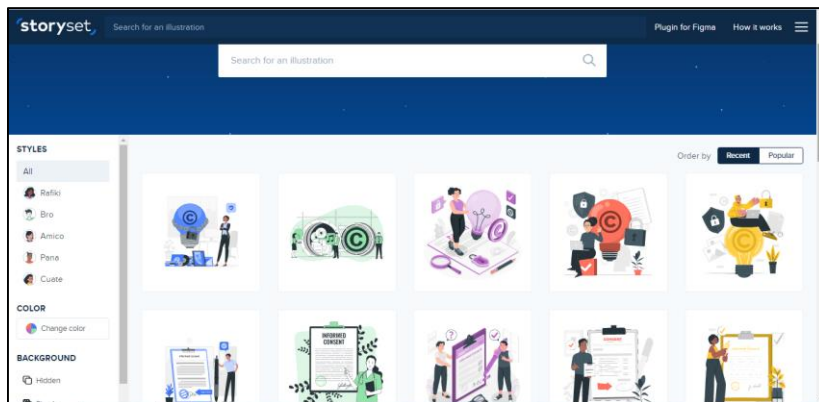 storyset
Search for an illustration
Plugin for Figma
How it works
Search for an illustration
STYLES
Order by
Recent
Popular
All
Rafiki
Bro
Amico
Pana
Cuate
COLOR
Change color
BACKGROUND
Hidden
INFORMED
CONSENT